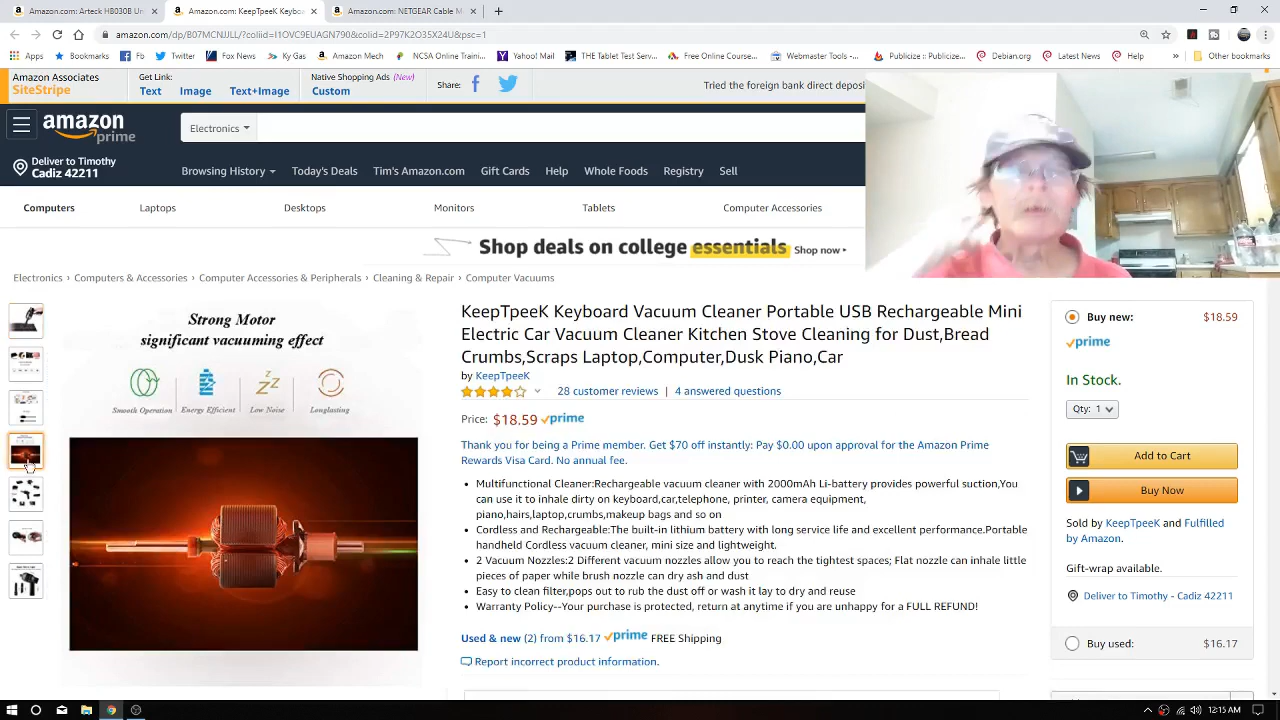 Amazon.com: Arteck HB030B Un
Amazon.com: KeepTpeeK Keybo
Amazon.com: NETGEAR Cable M
amazon.com/dp/B07MCNJJLL/?coliid=I1OVC9EUAGN790&colid=2P97K2O35X24U&psc=1
Apps
Bookmarks
Fb
Twitter
Fox News
Ky Gas
Amazon Mech
NCSA Online Traini...
Yahoo Mail
THE Tablet Test Serv...
Free Online Courses...
Webmaster Tools -...
Publicize :: Publicize...
Debian.org
Latest News
Help
Other bookmarks
Amazon Associates
SiteStripe
Get Link:
Text
Image
Text+Image
Native Shopping Ads (New)
Custom
Share:
Tried the foreign bank direct deposi
amazon
prime
Electronics
Deliver to Timothy
Cadiz 42211
Browsing History
Today's Deals
Tim's Amazon.com
Gift Cards
Help
Whole Foods
Registry
Sell
Computers
Laptops
Desktops
Monitors
Tablets
Computer Accessories
Shop deals on college essentials Shop now
Electronics › Computers & Accessories › Computer Accessories & Peripherals › Cleaning & Repair › Computer Vacuums
Strong Motor
significant vacuuming effect
Smooth Operation
Energy Efficient
Low Noise
Longlasting
KeepTpeeK Keyboard Vacuum Cleaner Portable USB Rechargeable Mini
Electric Car Vacuum Cleaner Kitchen Stove Cleaning for Dust,Bread
Crumbs,Scraps Laptop,Computer,Dusk Piano,Car
by KeepTpeeK
28 customer reviews | 4 answered questions
Price: $18.59 prime
Thank you for being a Prime member. Get $70 off instantly: Pay $0.00 upon approval for the Amazon Prime
Rewards Visa Card. No annual fee.
Multifunctional Cleaner:Rechargeable vacuum cleaner with 2000mAh Li-battery provides powerful suction,You
can use it to inhale dirty on keyboard,car,telephone, printer, camera equipment,
piano,hairs,laptop,crumbs,makeup bags and so on
Cordless and Rechargeable:The built-in lithium battery with long service life and excellent performance.Portable
handheld Cordless vacuum cleaner, mini size and lightweight.
2 Vacuum Nozzles:2 Different vacuum nozzles allow you to reach the tightest spaces; Flat nozzle can inhale little
pieces of paper while brush nozzle can dry ash and dust
Easy to clean filter,pops out to rub the dust off or wash it lay to dry and reuse
Warranty Policy--Your purchase is protected, return at anytime if you are unhappy for a FULL REFUND!
Used & new (2) from $16.17 prime FREE Shipping
Report incorrect product information.
Buy new: $18.59
prime
In Stock.
Qty: 1
Add to Cart
Buy Now
Sold by KeepTpeeK and Fulfilled
by Amazon.
Gift-wrap available.
Deliver to Timothy - Cadiz 42211
Buy used: $16.17
12:15 AM